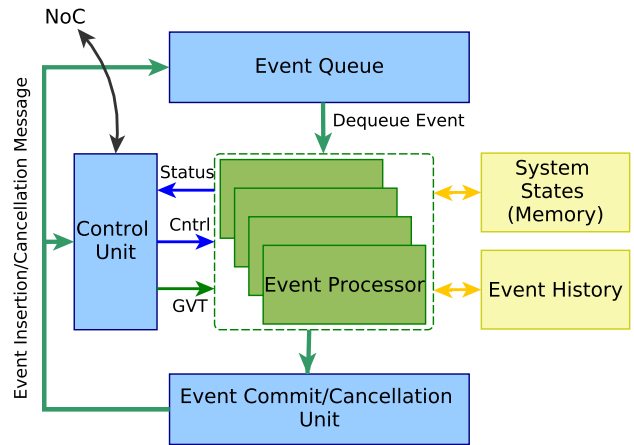 NoC
Event Queue
Dequeue Event
Event Insertion/Cancellation Message
Status
Cntrl
GVT
Control
Unit
Event Processor
System
States
(Memory)
Event History
Event Commit/Cancellation
Unit